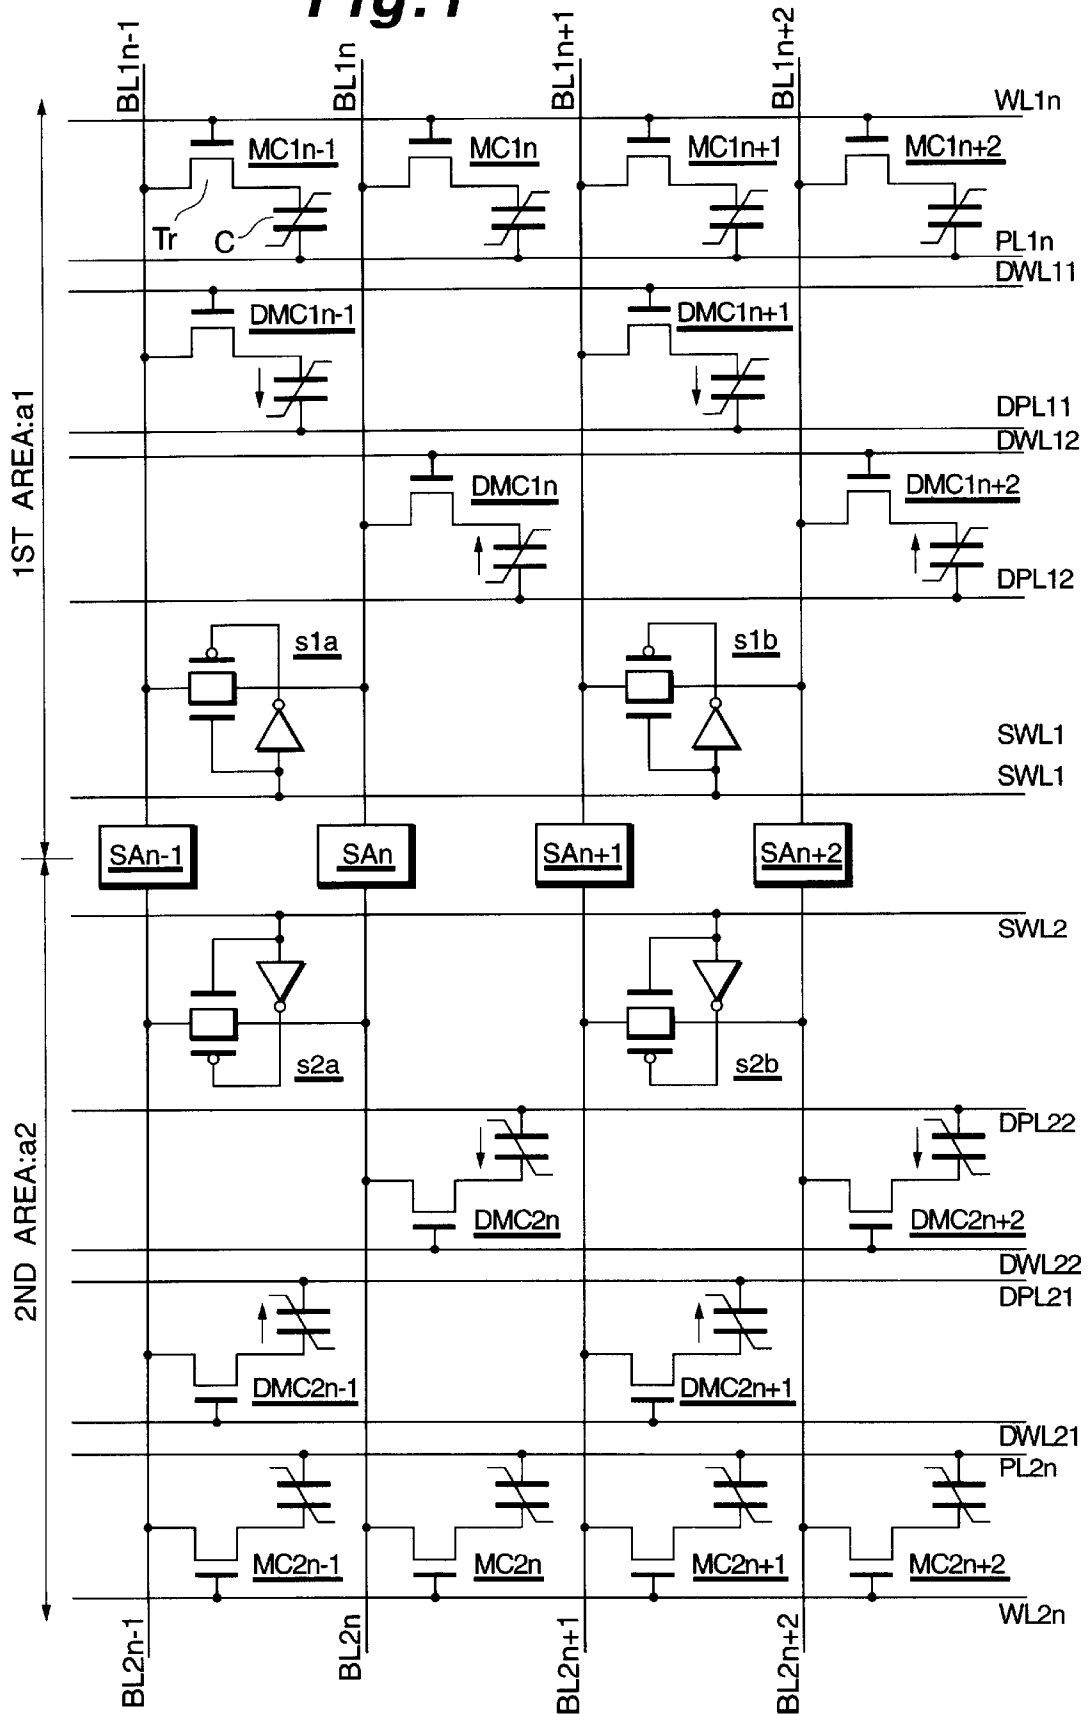 Fig.1
BL1n-1
BL1n
BL1n+1
BL1n+2
WL1n
MC1n-1
MC1n
MC1n+1
MC1n+2
Tr
C
PL1n
DWL11
DMC1n-1
DMC1n+1
DPL11
DWL12
DMC1n
DMC1n+2
DPL12
1ST AREA:a1
s1a
s1b
SWL1
SWL1
SAn-1
SAn
SAn+1
SAn+2
SWL2
s2a
s2b
2ND AREA:a2
DPL22
DMC2n
DMC2n+2
DWL22
DPL21
DMC2n-1
DMC2n+1
DWL21
PL2n
MC2n-1
MC2n
MC2n+1
MC2n+2
WL2n
BL2n-1
BL2n
BL2n+1
BL2n+2